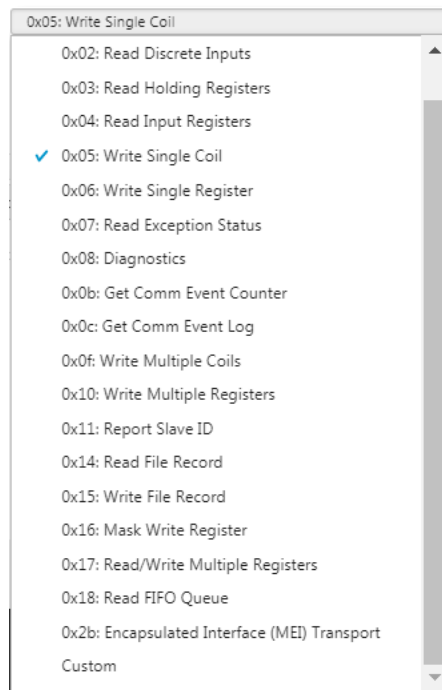 0x05: Write Single Coil
0x02: Read Discrete Inputs
0x03: Read Holding Registers
0x04: Read Input Registers
0x05: Write Single Coil
0x06: Write Single Register
0x07: Read Exception Status
0x08: Diagnostics
0x0b: Get Comm Event Counter
0x0c: Get Comm Event Log
0x0f: Write Multiple Coils
0x10: Write Multiple Registers
0x11: Report Slave ID
0x14: Read File Record
0x15: Write File Record
0x16: Mask Write Register
0x17: Read/Write Multiple Registers
0x18: Read FIFO Queue
0x2b: Encapsulated Interface (MEI) Transport
Custom